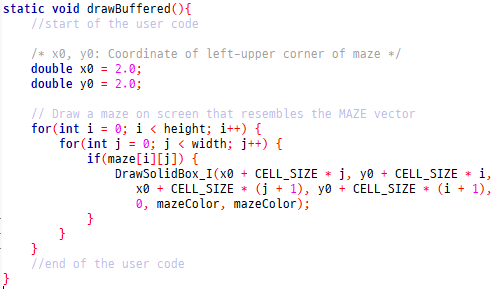 static void drawBuffered(){
    //start of the user code

    /* x0, y0: Coordinate of left-upper corner of maze */
    double x0 = 2.0;
    double y0 = 2.0;

    // Draw a maze on screen that resembles the MAZE vector
    for(int i = 0; i < height; i++) {
        for(int j = 0; j < width; j++) {
            if(maze[i][j]) {
                DrawSolidBox_I(x0 + CELL_SIZE * j, y0 + CELL_SIZE * i,
                   x0 + CELL_SIZE * (j + 1), y0 + CELL_SIZE * (i + 1),
                   0, mazeColor, mazeColor);
            }
        }
    }
    //end of the user code
}